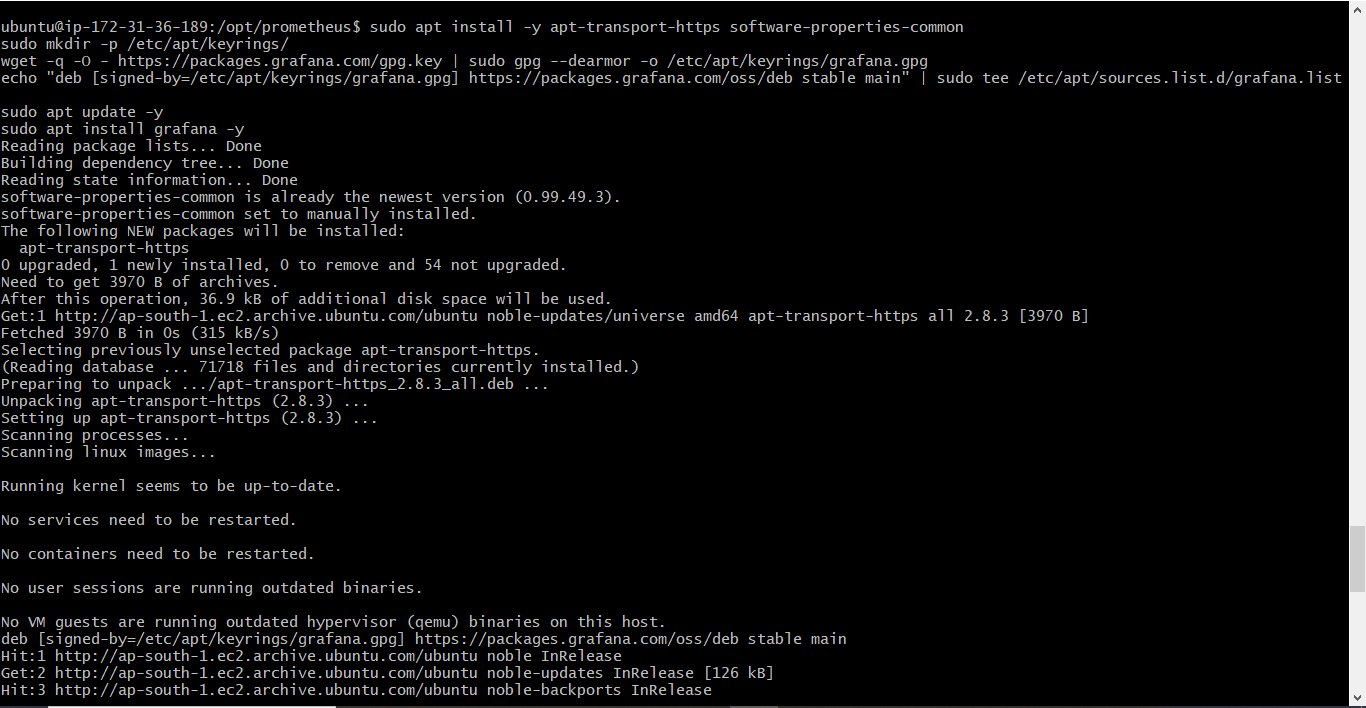 ubuntu@ip-172-31-36-189:/opt/prometheus$ sudo apt install -y apt-transport-https software-properties-common
sudo mkdir -p /etc/apt/keyrings/
wget -q -O - https://packages.grafana.com/gpg.key | sudo gpg --dearmor -o /etc/apt/keyrings/grafana.gpg
echo "deb [signed-by=/etc/apt/keyrings/grafana.gpg] https://packages.grafana.com/oss/deb stable main" | sudo tee /etc/apt/sources.list.d/grafana.list
sudo apt update -y
sudo apt install grafana -y
Reading package lists... Done
Building dependency tree... Done
Reading state information... Done
software-properties-common is already the newest version (0.99.49.3).
software-properties-common set to manually installed.
The following NEW packages will be installed:
  apt-transport-https
0 upgraded, 1 newly installed, 0 to remove and 54 not upgraded.
Need to get 3970 B of archives.
After this operation, 36.9 kB of additional disk space will be used.
Get:1 http://ap-south-1.ec2.archive.ubuntu.com/ubuntu noble-updates/universe amd64 apt-transport-https all 2.8.3 [3970 B]
Fetched 3970 B in 0s (315 kB/s)
Selecting previously unselected package apt-transport-https.
(Reading database ... 71718 files and directories currently installed.)
Preparing to unpack .../apt-transport-https_2.8.3_all.deb ...
Unpacking apt-transport-https (2.8.3) ...
Setting up apt-transport-https (2.8.3) ...
Scanning processes...
Scanning linux images...
Running kernel seems to be up-to-date.
No services need to be restarted.
No containers need to be restarted.
No user sessions are running outdated binaries.
No VM guests are running outdated hypervisor (qemu) binaries on this host.
deb [signed-by=/etc/apt/keyrings/grafana.gpg] https://packages.grafana.com/oss/deb stable main
Hit:1 http://ap-south-1.ec2.archive.ubuntu.com/ubuntu noble InRelease
Get:2 http://ap-south-1.ec2.archive.ubuntu.com/ubuntu noble-updates InRelease [126 kB]
Hit:3 http://ap-south-1.ec2.archive.ubuntu.com/ubuntu noble-backports InRelease